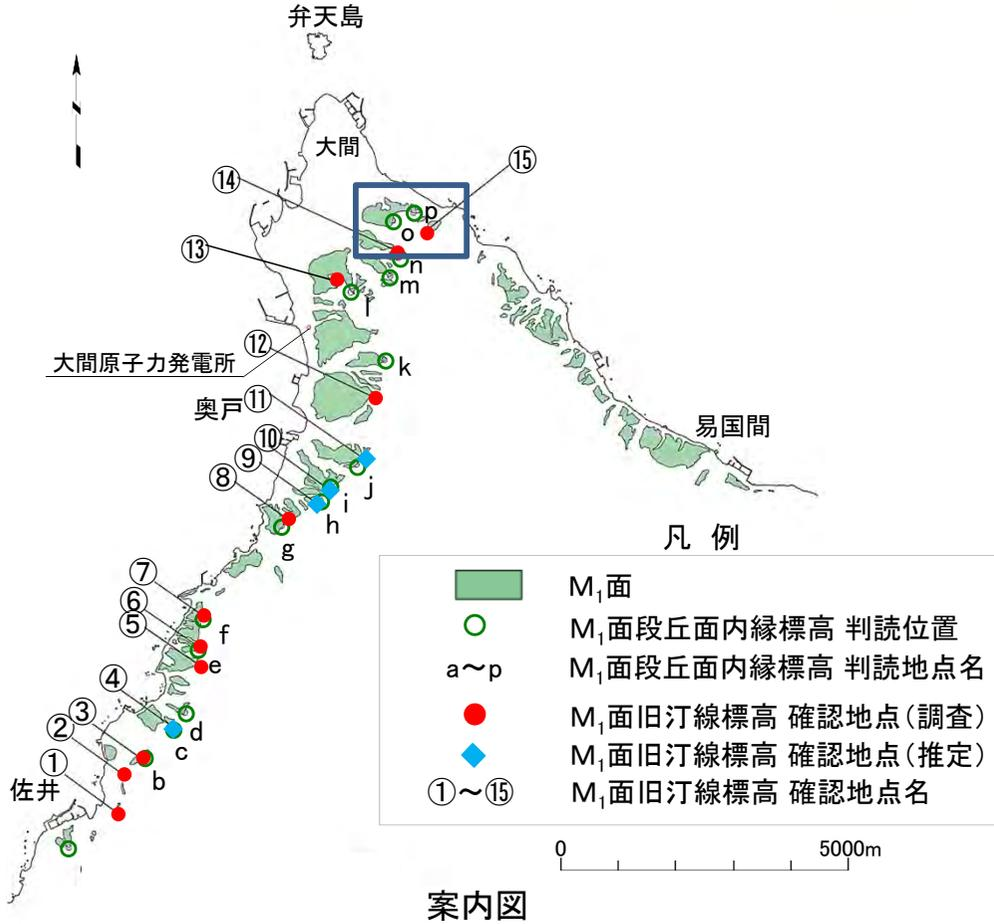 弁天島
大間
⑮
⑭
p
o
⑬
n
m
l
⑫
大間原子力発電所
k
奥戸
⑪
易国間
⑩
⑨
j
⑧
i
h
g
凡 例
⑦
M₁面
⑥
f
M₁面段丘面内縁標高 判読位置
⑤
e
a～p
M₁面段丘面内縁標高 判読地点名
④
d
M₁面旧汀線標高 確認地点（調査）
③
c
②
M₁面旧汀線標高 確認地点（推定）
①
b
①～⑮
M₁面旧汀線標高 確認地点名
佐井
0
5000m
案内図